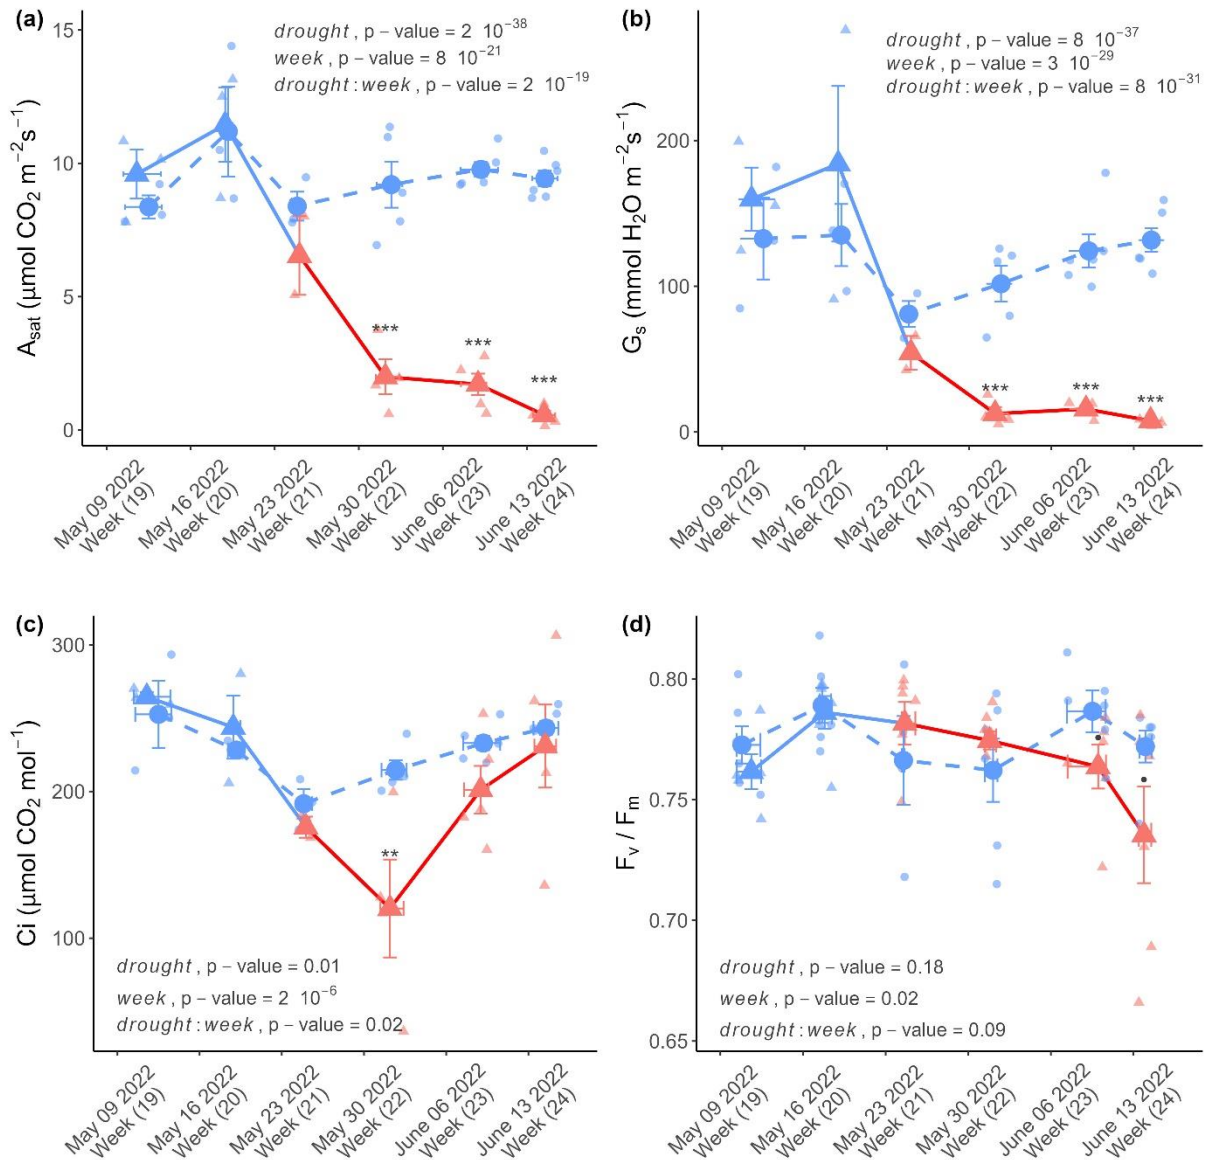 (a)
15
10
5
0
A_sat (µmol CO₂ m⁻²s⁻¹)
drought, p − value = 2 10⁻³⁸
week, p − value = 8 10⁻²¹
drought:week, p − value = 2 10⁻¹⁹
***
***
***
May 09 2022
Week (19)
May 16 2022
Week (20)
May 23 2022
Week (21)
May 30 2022
Week (22)
June 06 2022
Week (23)
June 13 2022
Week (24)
(b)
200
100
0
G_s (mmol H₂O m⁻²s⁻¹)
drought, p − value = 8 10⁻³⁷
week, p − value = 3 10⁻²⁹
drought:week, p − value = 8 10⁻³¹
***
***
***
May 09 2022
Week (19)
May 16 2022
Week (20)
May 23 2022
Week (21)
May 30 2022
Week (22)
June 06 2022
Week (23)
June 13 2022
Week (24)
(c)
300
200
100
Ci (µmol CO₂ mol⁻¹)
**
drought, p − value = 0.01
week, p − value = 2 10⁻⁶
drought:week, p − value = 0.02
May 09 2022
Week (19)
May 16 2022
Week (20)
May 23 2022
Week (21)
May 30 2022
Week (22)
June 06 2022
Week (23)
June 13 2022
Week (24)
(d)
0.80
0.75
0.70
0.65
F_v / F_m
drought, p − value = 0.18
week, p − value = 0.02
drought:week, p − value = 0.09
May 09 2022
Week (19)
May 16 2022
Week (20)
May 23 2022
Week (21)
May 30 2022
Week (22)
June 06 2022
Week (23)
June 13 2022
Week (24)